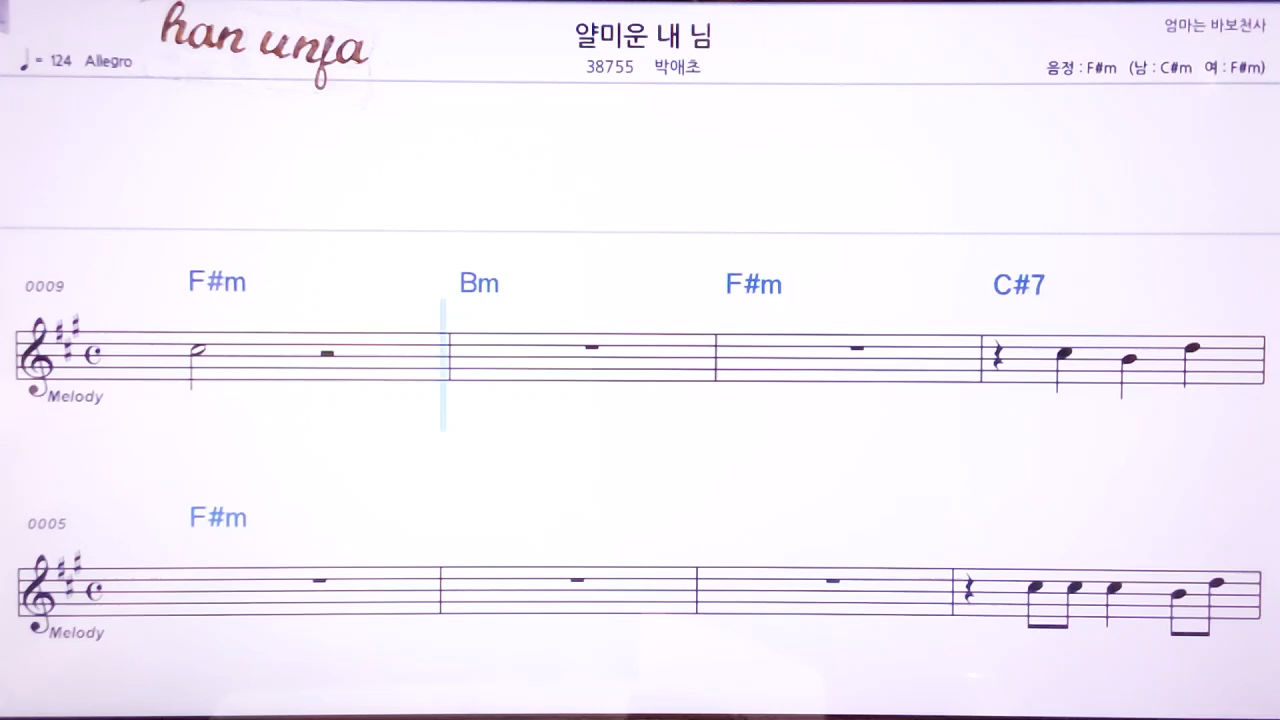 han unja
얄미운 내 님
엄마는 바보천사
♩ = 124 Allegro
38755 박애초
음정 : F#m (남 : C#m 여 : F#m)
0009 F#m Bm F#m C#7
Melody
0005 F#m
Melody